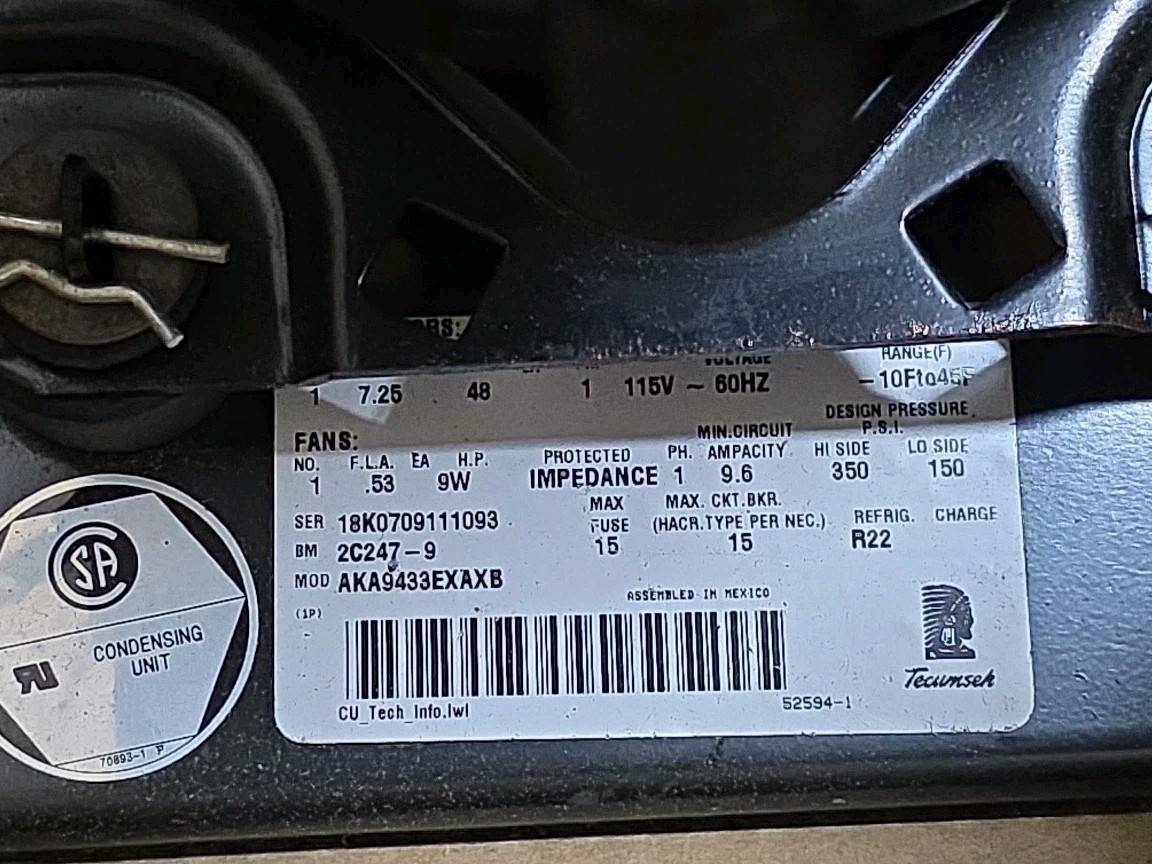 ORS:
VOLTAGE RANGE(F)
1 7.25 48 1 115V ~ 60HZ -10Fto45F
FANS: MIN.CIRCUIT DESIGN PRESSURE P.S.I.
NO. F.L.A. EA H.P. PROTECTED PH. AMPACITY HI SIDE LO SIDE
1 .53 9W IMPEDANCE 1 9.6 350 150
SER 18K0709111093 MAX FUSE MAX. CKT.BKR. (HACR.TYPE PER NEC.) REFRIG. CHARGE
BM 2C247-9 15 15 R22
MOD AKA9433EXAXB
(1P) ASSEMBLED IN MEXICO
CU_Tech_Info.lwl 52594-1
Tecumseh
SA
CONDENSING
UNIT
70893-1 P